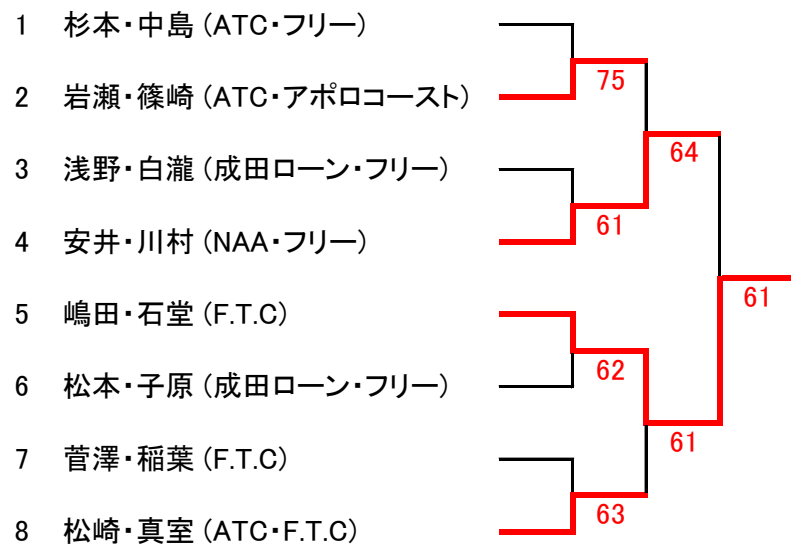 1 杉本・中島 (ATC・フリー)
75
2 岩瀬・篠崎 (ATC・アポロコースト)
64
3 浅野・白瀧 (成田ローン・フリー)
61
4 安井・川村 (NAA・フリー)
61
5 嶋田・石堂 (F.T.C)
62
6 松本・子原 (成田ローン・フリー)
61
7 菅澤・稲葉 (F.T.C)
63
8 松崎・真室 (ATC・F.T.C)